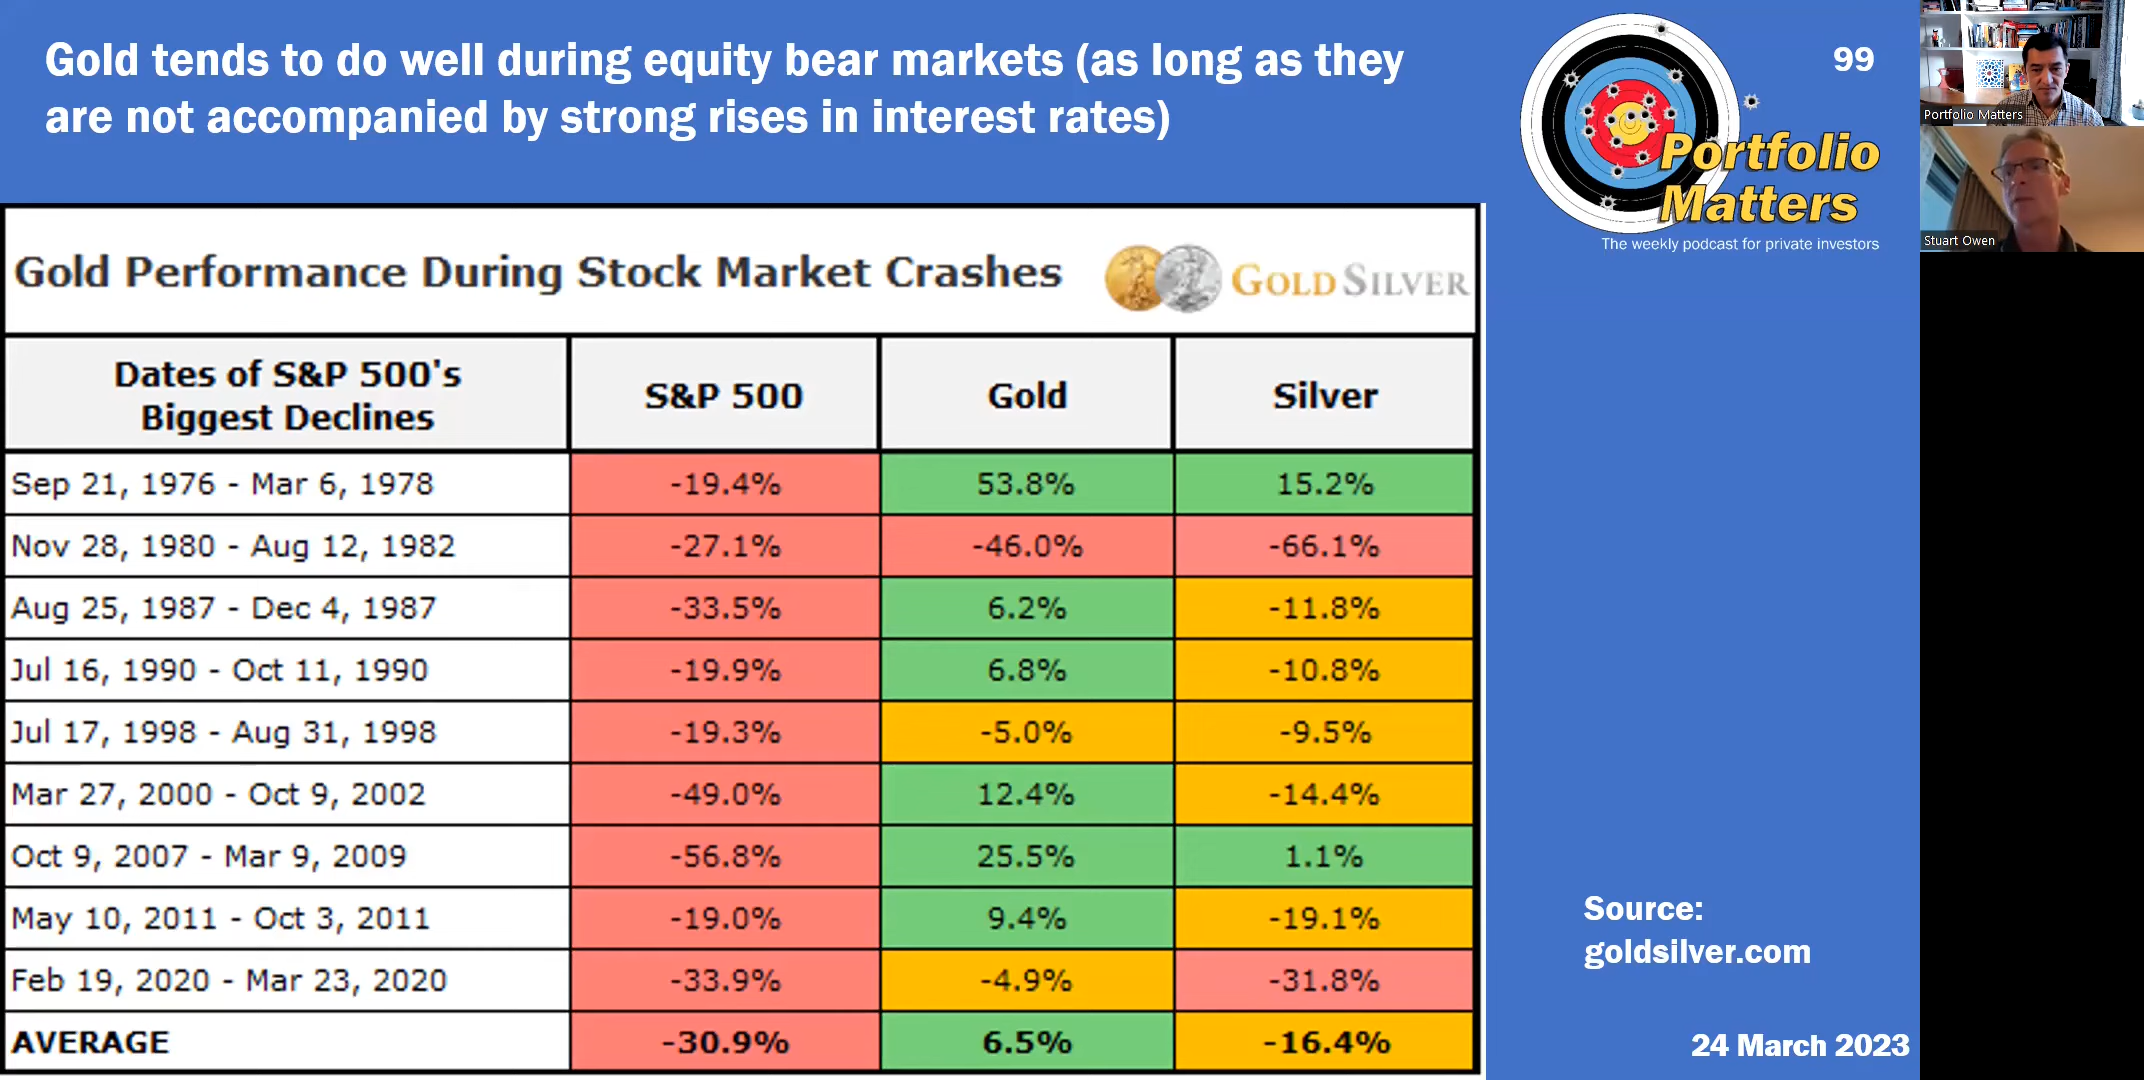 Gold tends to do well during equity bear markets (as long as they
are not accompanied by strong rises in interest rates)
99
Portfolio
Matters
The weekly podcast for private investors
Portfolio Matters
Stuart Owen
Gold Performance During Stock Market Crashes
GOLD SILVER
Dates of S&P 500's
Biggest Declines
S&P 500
Gold
Silver
Sep 21, 1976 - Mar 6, 1978 -19.4% 53.8% 15.2%
Nov 28, 1980 - Aug 12, 1982 -27.1% -46.0% -66.1%
Aug 25, 1987 - Dec 4, 1987 -33.5% 6.2% -11.8%
Jul 16, 1990 - Oct 11, 1990 -19.9% 6.8% -10.8%
Jul 17, 1998 - Aug 31, 1998 -19.3% -5.0% -9.5%
Mar 27, 2000 - Oct 9, 2002 -49.0% 12.4% -14.4%
Oct 9, 2007 - Mar 9, 2009 -56.8% 25.5% 1.1%
May 10, 2011 - Oct 3, 2011 -19.0% 9.4% -19.1%
Feb 19, 2020 - Mar 23, 2020 -33.9% -4.9% -31.8%
AVERAGE -30.9% 6.5% -16.4%
Source:
goldsilver.com
24 March 2023